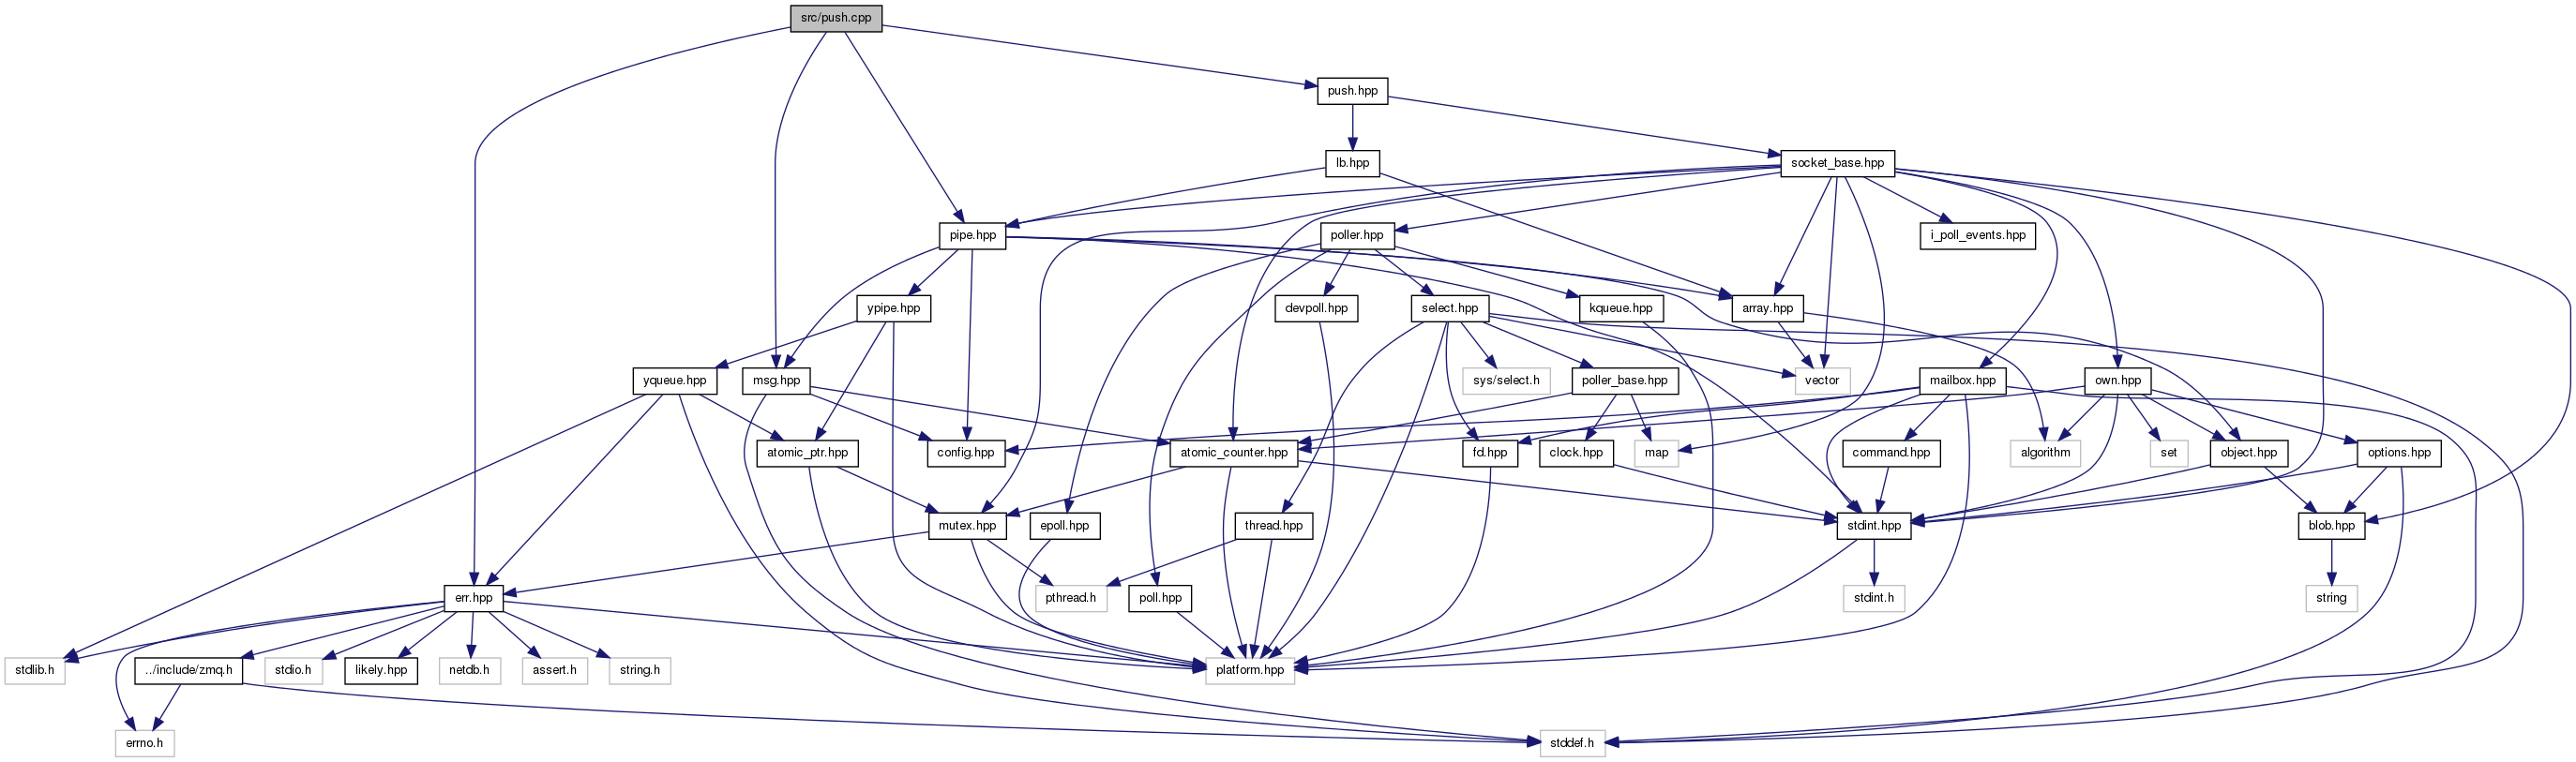 src/push.cpp
push.hpp
lb.hpp
socket_base.hpp
pipe.hpp
poller.hpp
i_poll_events.hpp
ypipe.hpp
devpoll.hpp
select.hpp
kqueue.hpp
array.hpp
yqueue.hpp
msg.hpp
sys/select.h
poller_base.hpp
vector
mailbox.hpp
own.hpp
atomic_ptr.hpp
config.hpp
atomic_counter.hpp
fd.hpp
clock.hpp
map
command.hpp
algorithm
set
object.hpp
options.hpp
mutex.hpp
epoll.hpp
thread.hpp
stdint.hpp
blob.hpp
err.hpp
pthread.h
poll.hpp
stdint.h
string
stdlib.h
../include/zmq.h
stdio.h
likely.hpp
netdb.h
assert.h
string.h
platform.hpp
errno.h
stddef.h